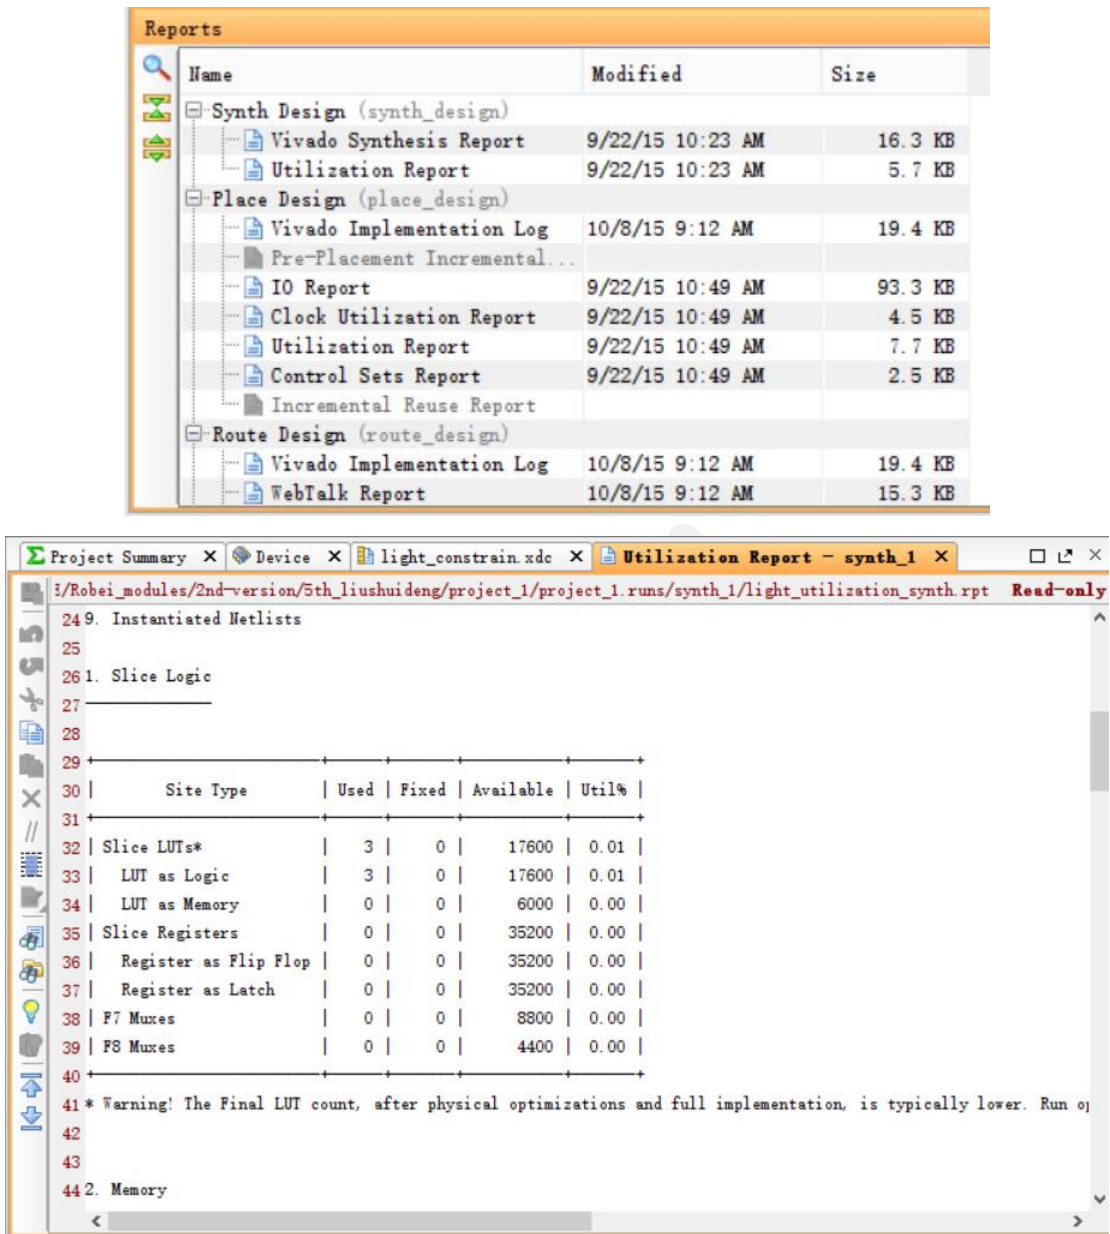 Reports
Name Modified Size
Synth Design (synth_design)
Vivado Synthesis Report 9/22/15 10:23 AM 16.3 KB
Utilization Report 9/22/15 10:23 AM 5.7 KB
Place Design (place_design)
Vivado Implementation Log 10/8/15 9:12 AM 19.4 KB
Pre-Placement Incremental...
IO Report 9/22/15 10:49 AM 93.3 KB
Clock Utilization Report 9/22/15 10:49 AM 4.5 KB
Utilization Report 9/22/15 10:49 AM 7.7 KB
Control Sets Report 9/22/15 10:49 AM 2.5 KB
Incremental Reuse Report
Route Design (route_design)
Vivado Implementation Log 10/8/15 9:12 AM 19.4 KB
WebTalk Report 10/8/15 9:12 AM 15.3 KB
Σ Project Summary × Device × light_constrain.xdc × Utilization Report - synth_1 ×
/Robei_modules/2nd-version/5th_liushuideng/project_1/project_1.runs/synth_1/light_utilization_synth.rpt Read-only
24 9. Instantiated Netlists
25
26 1. Slice Logic
27 --------------
28
29 +-------------------------+------+-------+-----------+-------+
30 | Site Type | Used | Fixed | Available | Util% |
31 +-------------------------+------+-------+-----------+-------+
32 | Slice LUTs* | 3 | 0 | 17600 | 0.01 |
33 | LUT as Logic | 3 | 0 | 17600 | 0.01 |
34 | LUT as Memory | 0 | 0 | 6000 | 0.00 |
35 | Slice Registers | 0 | 0 | 35200 | 0.00 |
36 | Register as Flip Flop | 0 | 0 | 35200 | 0.00 |
37 | Register as Latch | 0 | 0 | 35200 | 0.00 |
38 | F7 Muxes | 0 | 0 | 8800 | 0.00 |
39 | F8 Muxes | 0 | 0 | 4400 | 0.00 |
40 +-------------------------+------+-------+-----------+-------+
41 * Warning! The Final LUT count, after physical optimizations and full implementation, is typically lower. Run
42
43
44 2. Memory